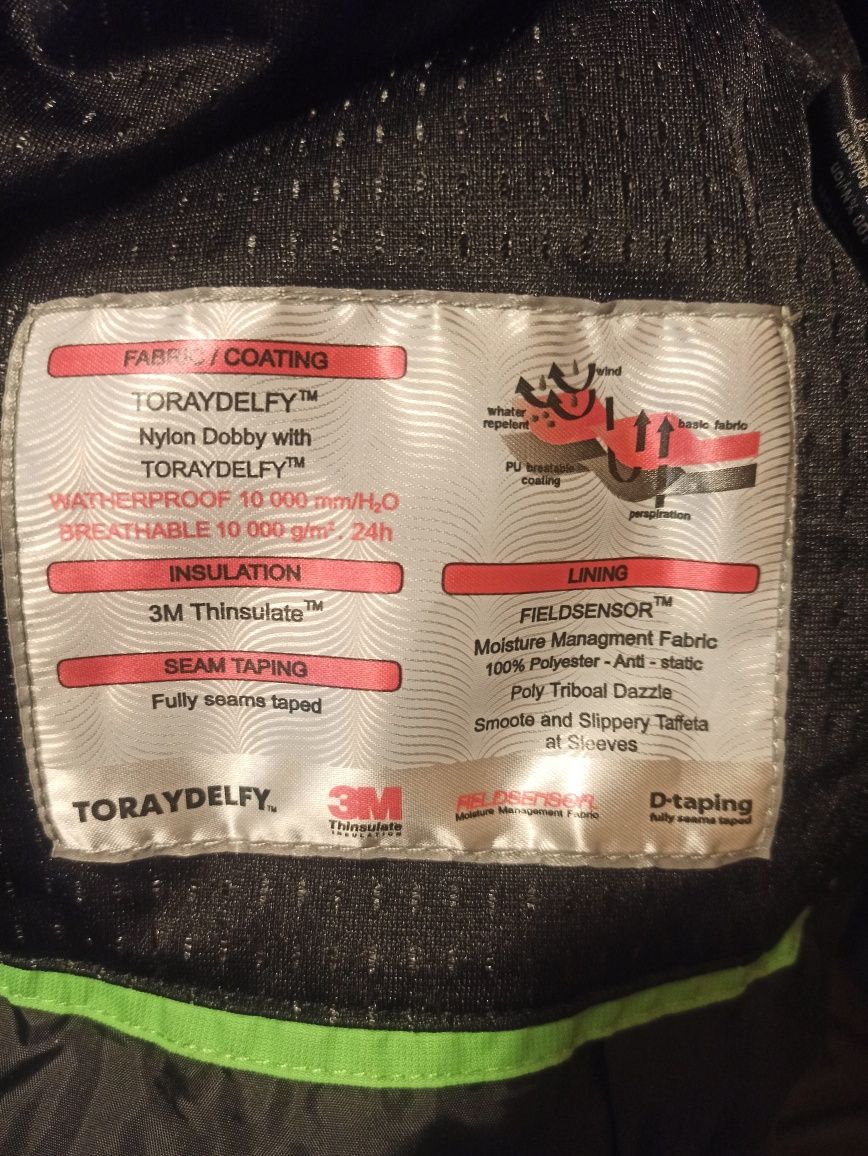 FABRIC / COATING
TORAYDELFY™
Nylon Dobby with
TORAYDELFY™
WATHERPROOF 10 000 mm/H₂O
BREATHABLE 10 000 g/m². 24h
INSULATION
3M Thinsulate™
SEAM TAPING
Fully seams taped
wind
whater
repelent
basic fabric
PU breatable
coating
perspiration
LINING
FIELDSENSOR™
Moisture Managment Fabric
100% Polyester - Anti - static
Poly Triboal Dazzle
Smoote and Slippery Taffeta
at Sleeves
TORAYDELFY™
3M
Thinsulate
INSULATION
FIELDSENSOR
Moisture Management Fabric
D-taping
fully seams taped